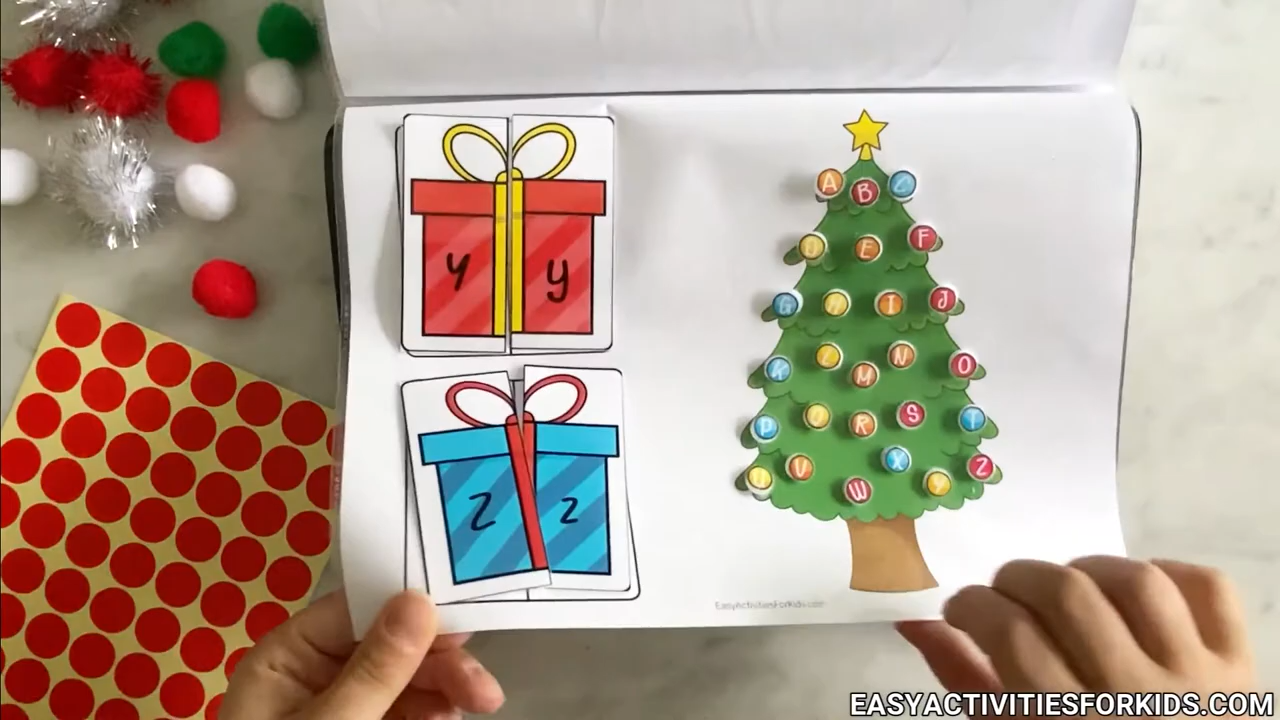 Y y
Z z
A B C
D E F
G H I J
L N
K M O
P Q R S T
U V X Y Z
W
EasyActivitiesForKids.com
EASYACTIVITIESFORKIDS.COM